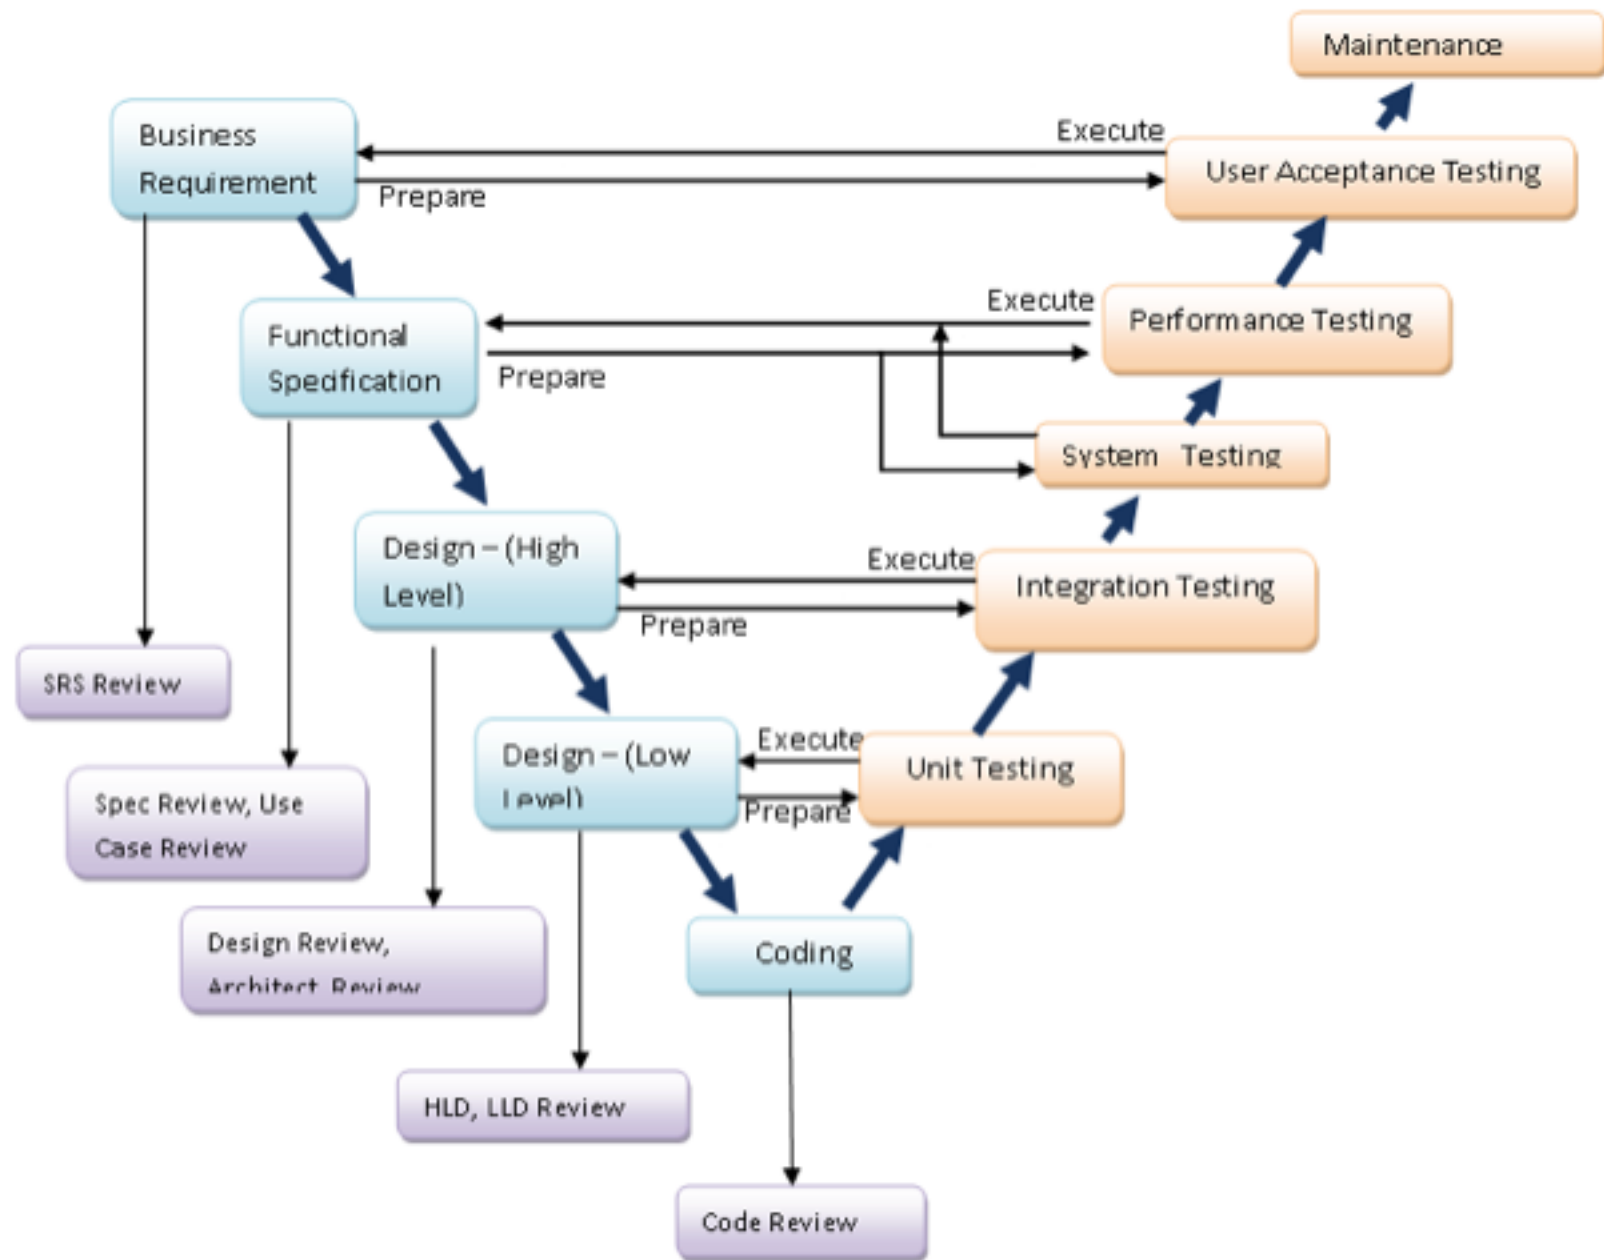 Maintenance
Business
Requirement
Execute
Prepare
User Acceptance Testing
Functional
Specification
Execute
Prepare
Performance Testing
System Testing
Design – (High
Level)
Execute
Prepare
Integration Testing
SRS Review
Design – (Low
Level)
Execute
Prepare
Unit Testing
Spec Review, Use
Case Review
Design Review,
Architect Review
Coding
HLD, LLD Review
Code Review